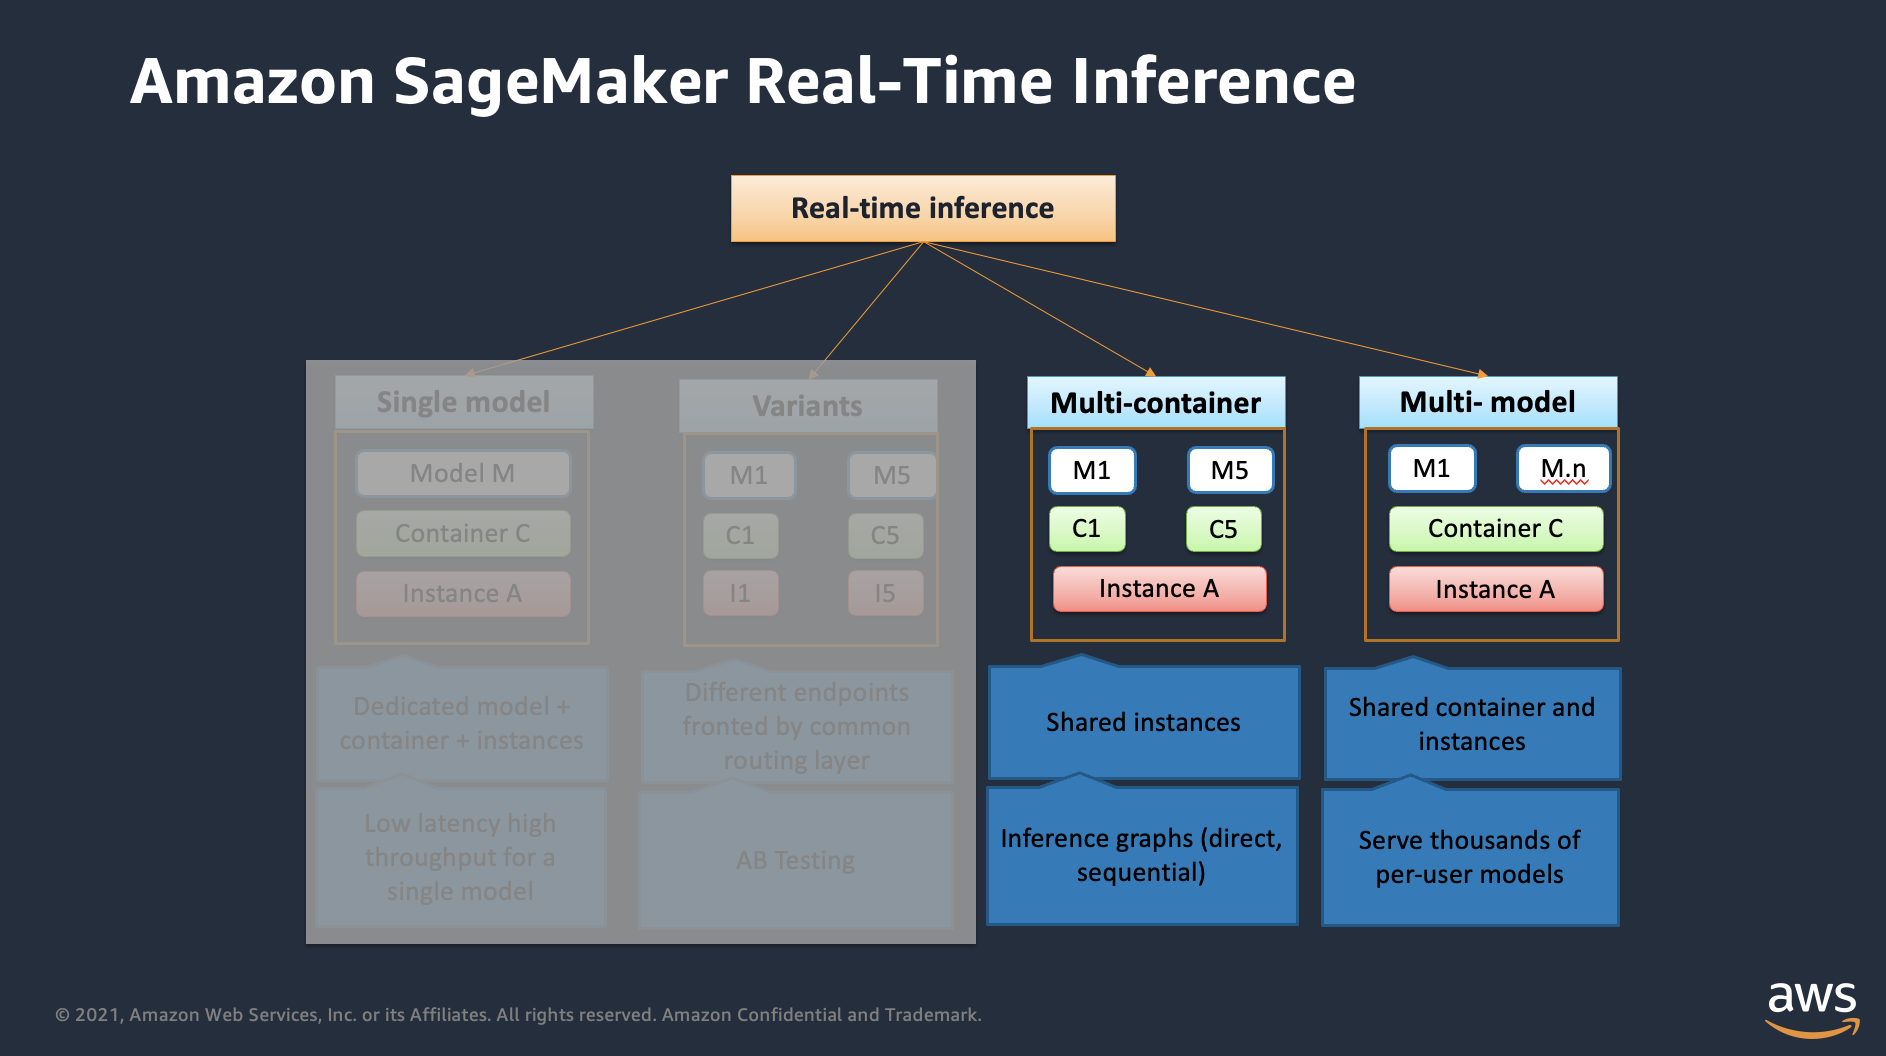 Amazon SageMaker Real-Time Inference
Real-time inference
Single model
Model M
Container C
Instance A
Dedicated model +
container + instances
Low latency high
throughput for a
single model
Variants
M1
M5
C1
C5
I1
I5
Different endpoints
fronted by common
routing layer
AB Testing
Multi-container
M1
M5
C1
C5
Instance A
Shared instances
Inference graphs (direct,
sequential)
Multi- model
M1
M.n
Container C
Instance A
Shared container and
instances
Serve thousands of
per-user models
© 2021, Amazon Web Services, Inc. or its Affiliates. All rights reserved. Amazon Confidential and Trademark.
aws